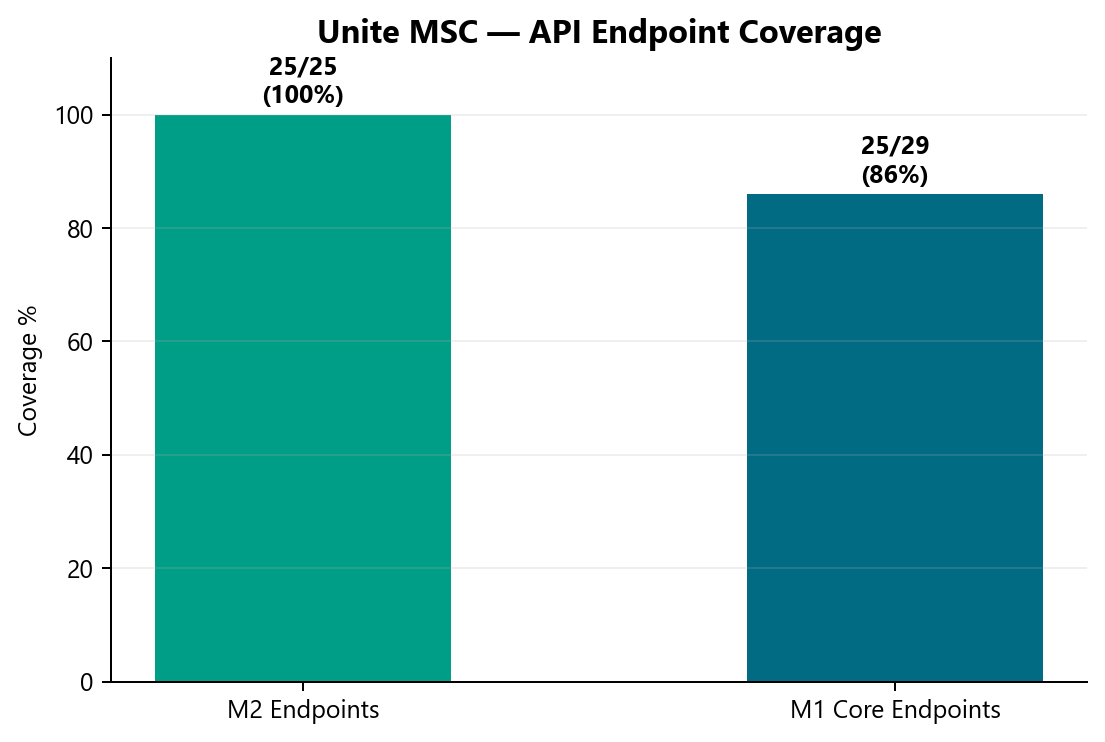 Unite MSC — API Endpoint Coverage
25/25
(100%)
25/29
(86%)
100
80
60
40
20
0
Coverage %
M2 Endpoints
M1 Core Endpoints